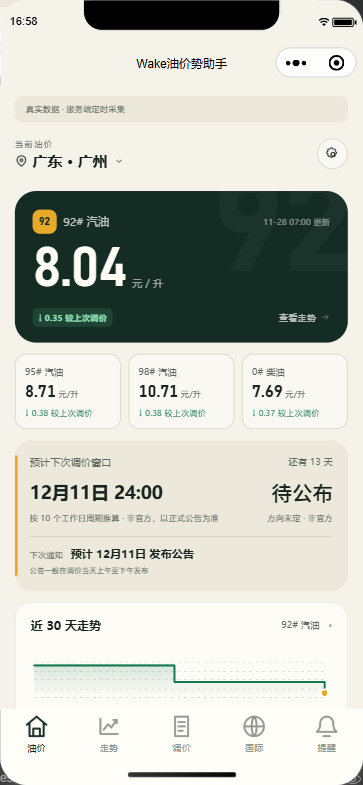 16:58
Wake油价势助手
真实数据 · 服务端定时采集
当前油价
广东 • 广州
92
92
92# 汽油
11-28 07:00 更新
8.04 元 / 升
↓ 0.35 较上次调价
查看走势 →
95# 汽油
8.71 元/升
↓ 0.38 较上次调价
98# 汽油
10.71 元/升
↓ 0.38 较上次调价
0# 柴油
7.69 元/升
↓ 0.37 较上次调价
预计下次调价窗口
还有 13 天
12月11日 24:00
待公布
按 10 个工作日周期推算 · 非官方，以正式公告为准
方向未定 · 非官方
下次通知 预计 12月11日 发布公告
公告一般在调价当天上午至下午发布
近 30 天走势
92# 汽油 ›
油价
走势
调价
国际
提醒